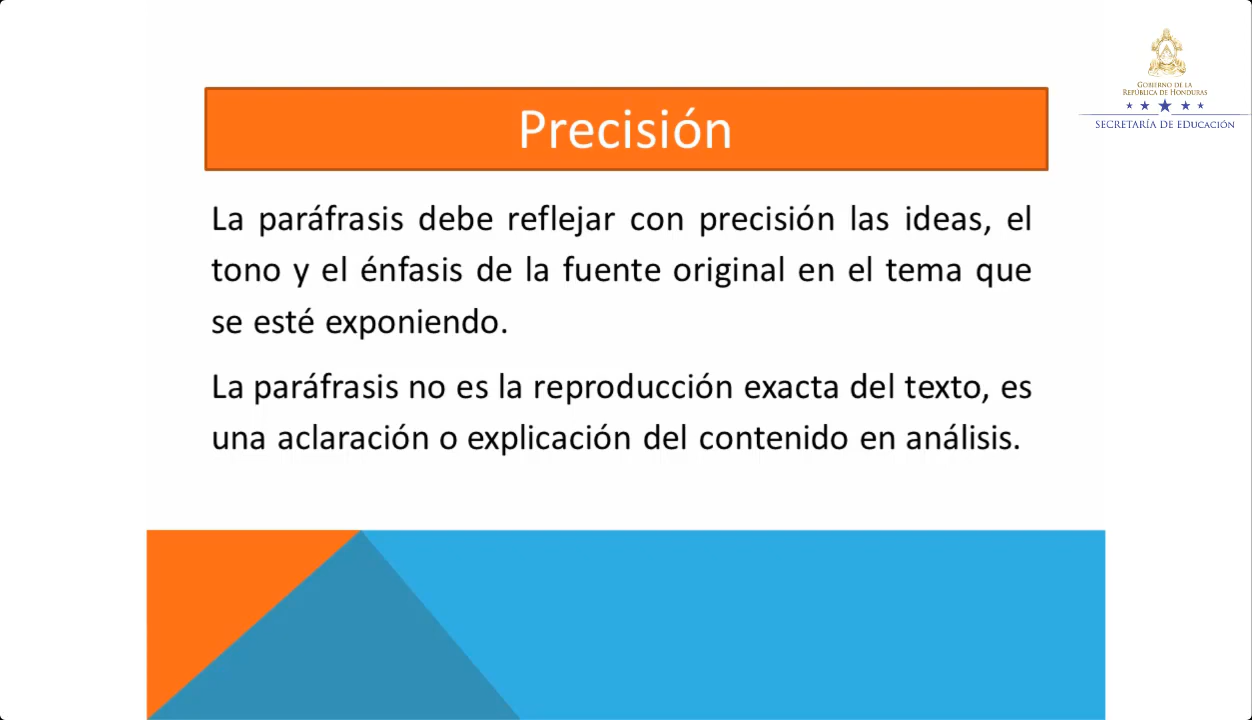 Precisión
La paráfrasis debe reflejar con precisión las ideas, el
tono y el énfasis de la fuente original en el tema que
se esté exponiendo.
La paráfrasis no es la reproducción exacta del texto, es
una aclaración o explicación del contenido en análisis.
GOBIERNO DE LA
REPÚBLICA DE HONDURAS
SECRETARÍA DE EDUCACIÓN